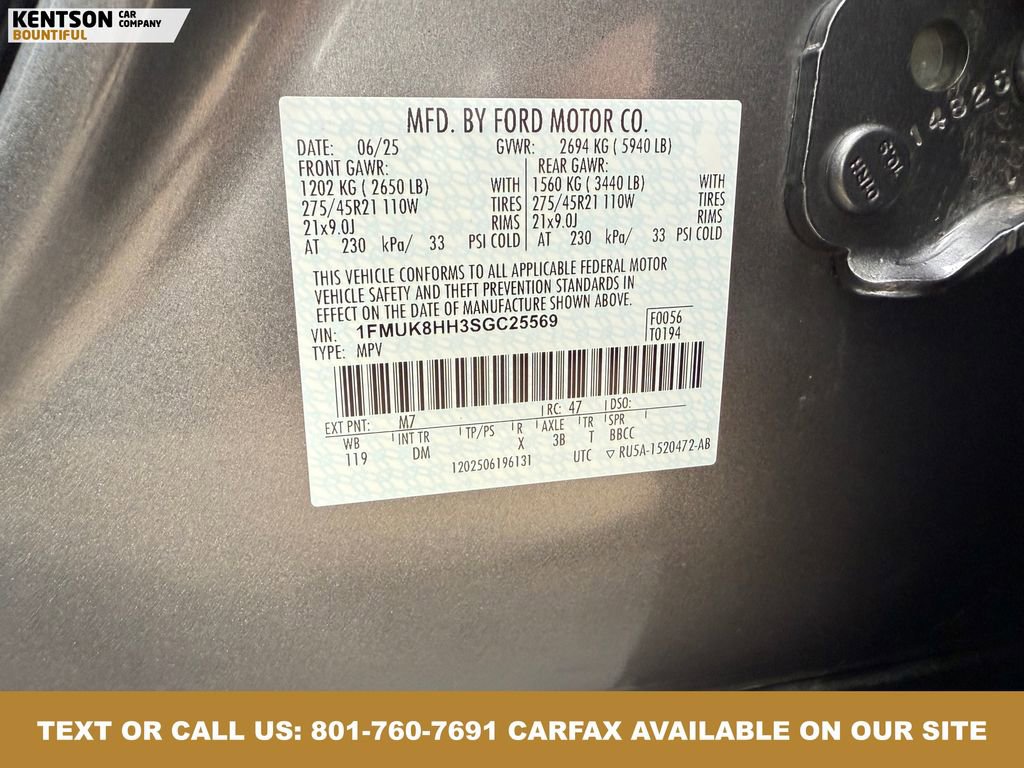 KENTSON CAR COMPANY
BOUNTIFUL
MFD. BY FORD MOTOR CO.
DATE: 06/25 GVWR: 2694 KG ( 5940 LB)
FRONT GAWR: REAR GAWR:
1202 KG ( 2650 LB) WITH 1560 KG ( 3440 LB) WITH
275/45R21 110W TIRES 275/45R21 110W TIRES
21x9.0J RIMS 21x9.0J RIMS
AT 230 kPa/ 33 PSI COLD AT 230 kPa/ 33 PSI COLD
THIS VEHICLE CONFORMS TO ALL APPLICABLE FEDERAL MOTOR
VEHICLE SAFETY AND THEFT PREVENTION STANDARDS IN
EFFECT ON THE DATE OF MANUFACTURE SHOWN ABOVE.
VIN: 1FMUK8HH3SGC25569 F0056
TYPE: MPV T0194
EXT PNT: M7 RC: 47 DSO:
WB INT TR TP/PS R AXLE TR SPR
119 DM X 3B T BBCC
1202506196131 UTC ▽ RU5A-1520472-AB
14825
OHRH
TEXT OR CALL US: 801-760-7691 CARFAX AVAILABLE ON OUR SITE